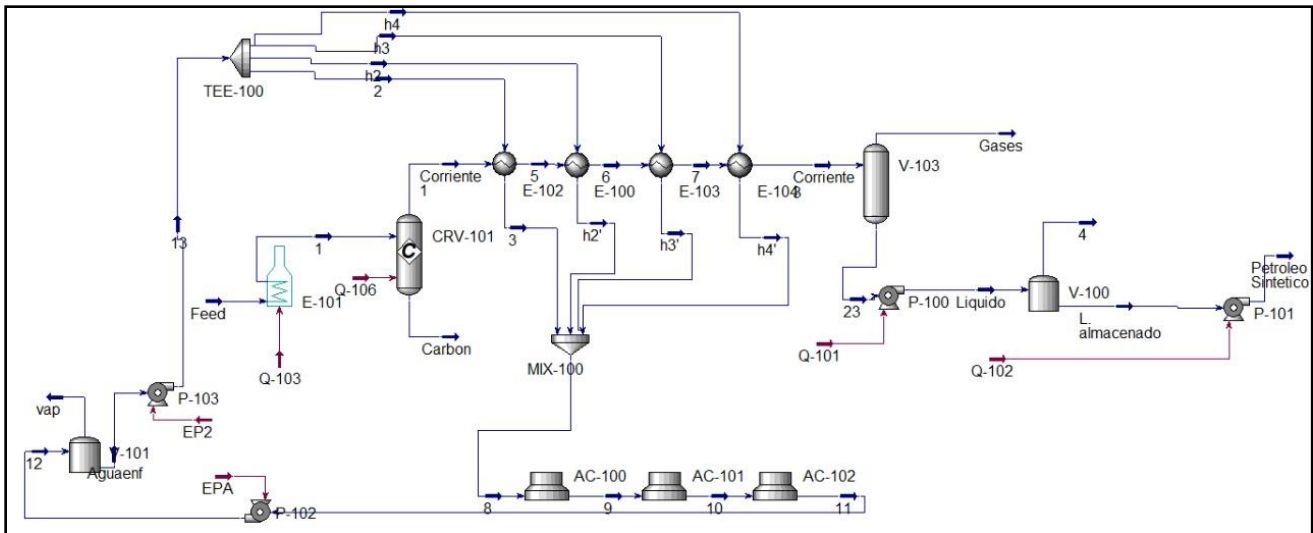 h4
h3
h2
2
TEE-100
Gases
V-103
Corriente
1
5
E-102
6
E-100
7
E-103
E-104
Corriente
8
3
h2'
h3'
h4'
13
1
CRV-101
C
Q-106
E-101
Feed
Carbon
Q-103
MIX-100
23
P-100
Liquido
Q-101
4
V-100
L.
almacenado
Petroleo
Sintetico
P-101
Q-102
vap
P-103
EP2
12
V-101
Aguaenf
EPA
P-102
8
AC-100
9
AC-101
10
AC-102
11